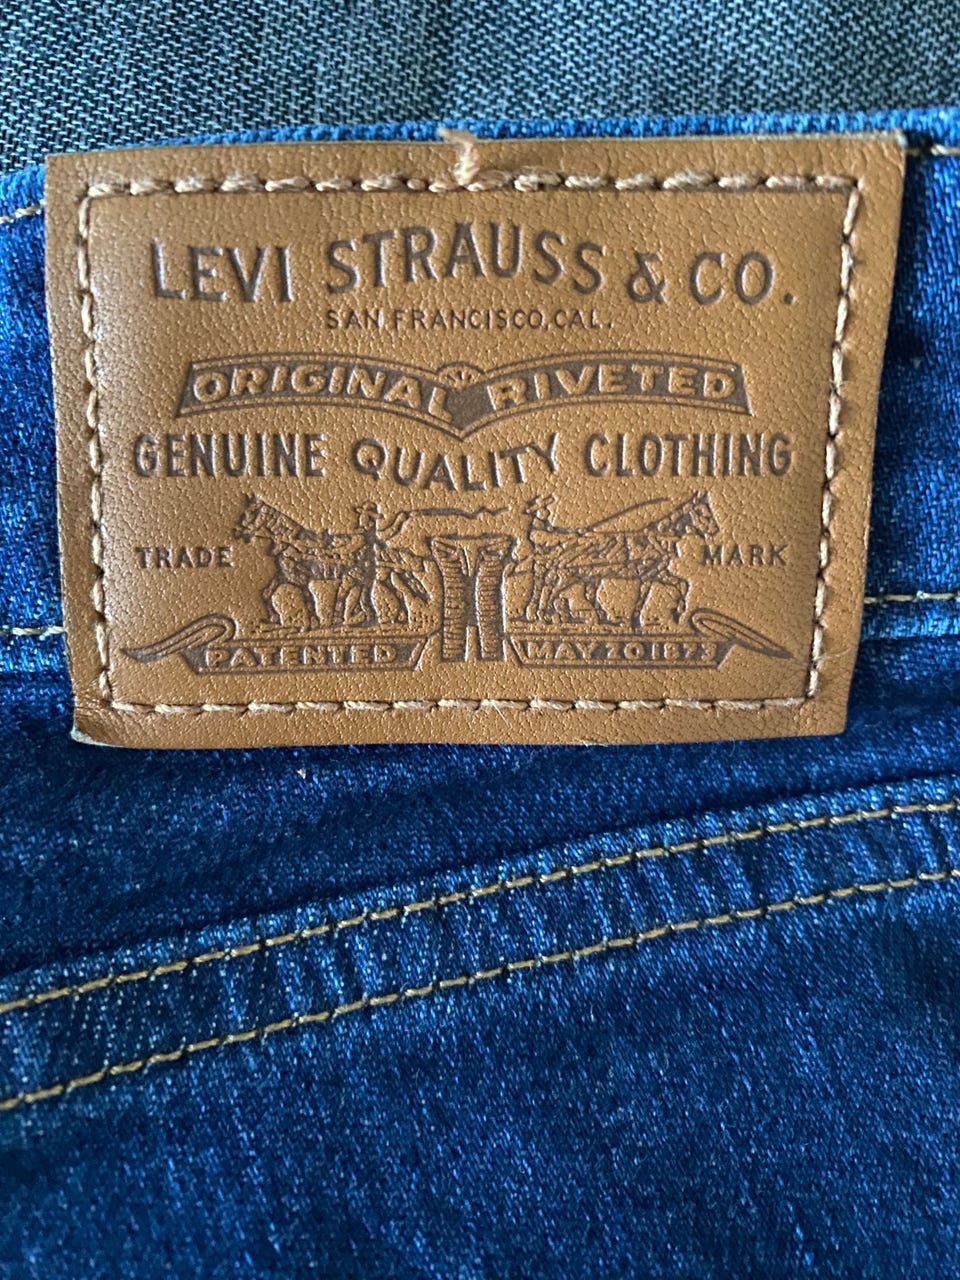 LEVI STRAUSS & CO.
SAN FRANCISCO, CAL.
ORIGINAL RIVETED
GENUINE QUALITY CLOTHING
TRADE MARK
PATENTED MAY 20 1873